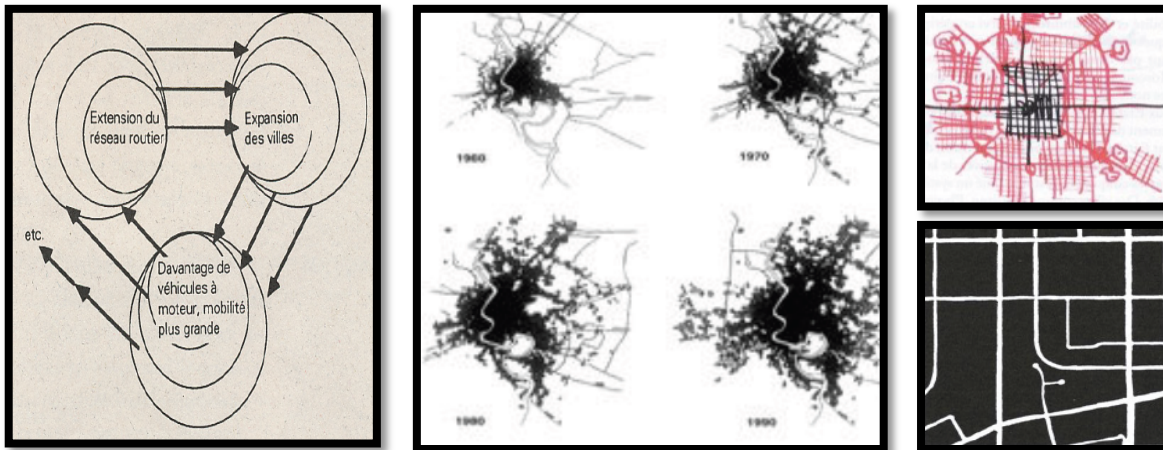 Extension du
réseau routier
Expansion
des villes
etc.
Davantage de
véhicules à
moteur, mobilité
plus grande
1960
1970
1980
1990